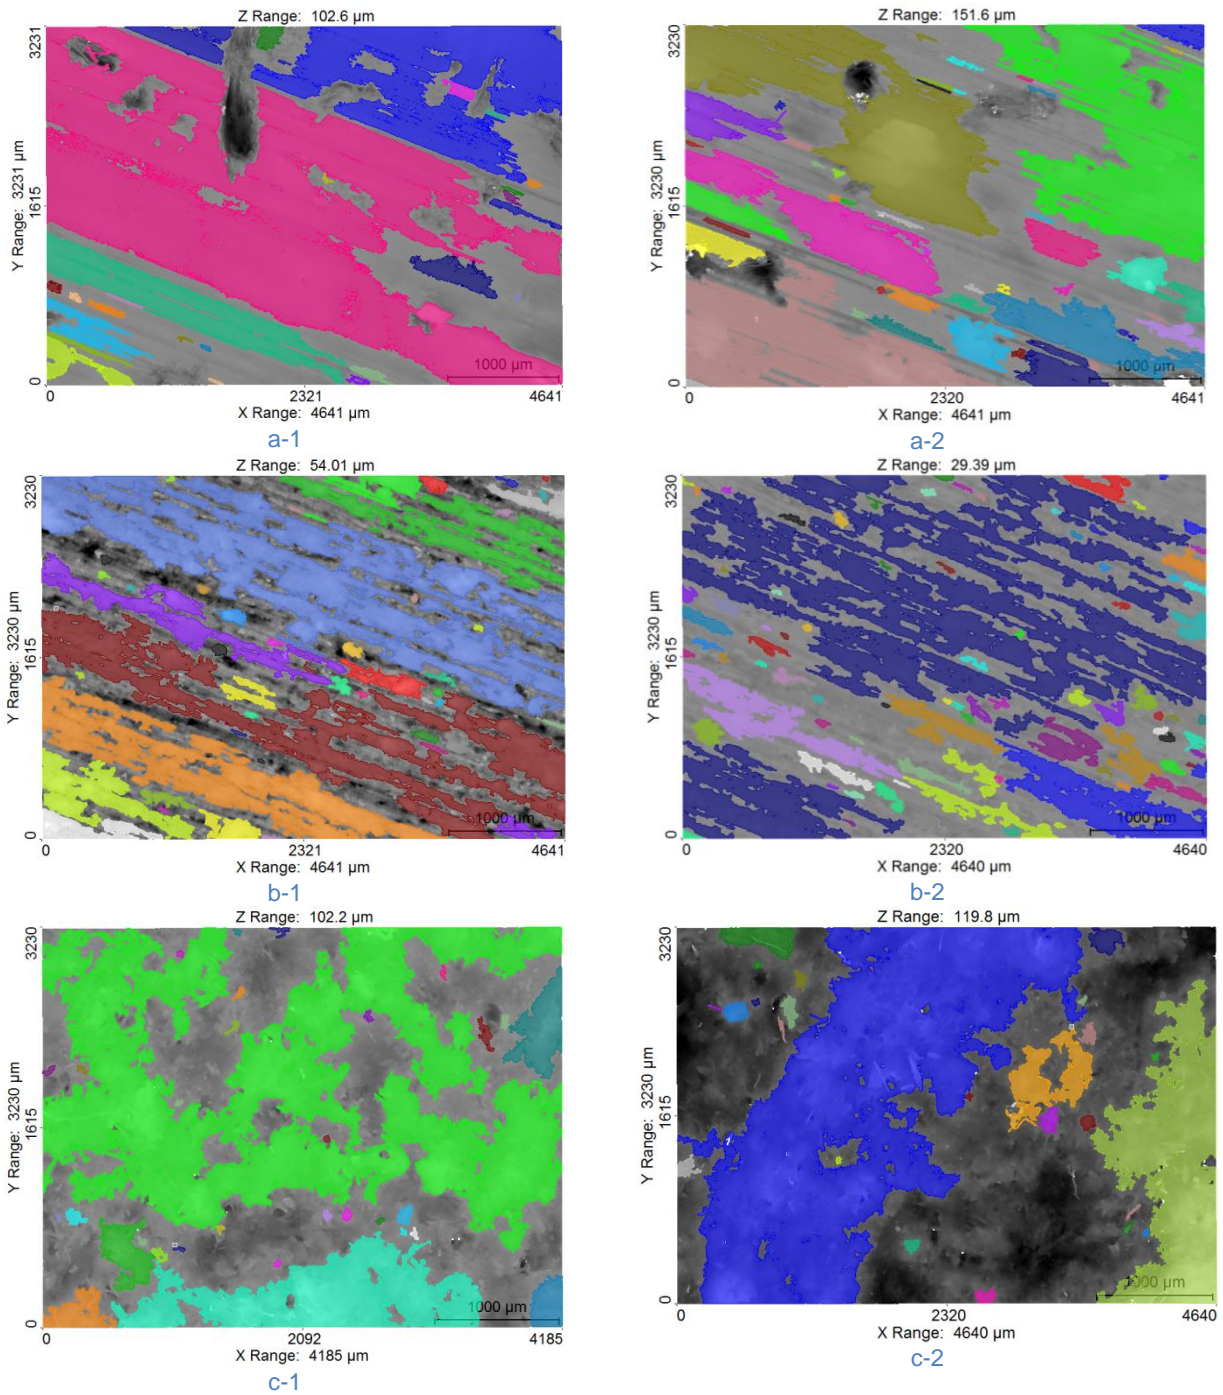 Z Range: 102.6 µm
3231
1615
0
Y Range: 3231 µm
1000 µm
0 2321 4641
X Range: 4641 µm
a-1
Z Range: 151.6 µm
3230
1615
0
Y Range: 3230 µm
1000 µm
0 2320 4641
X Range: 4641 µm
a-2
Z Range: 54.01 µm
3230
1615
0
Y Range: 3230 µm
1000 µm
0 2321 4641
X Range: 4641 µm
b-1
Z Range: 29.39 µm
3230
1615
0
Y Range: 3230 µm
1000 µm
0 2320 4640
X Range: 4640 µm
b-2
Z Range: 102.2 µm
3230
1615
0
Y Range: 3230 µm
1000 µm
0 2092 4185
X Range: 4185 µm
c-1
Z Range: 119.8 µm
3230
1615
0
Y Range: 3230 µm
1000 µm
0 2320 4640
X Range: 4640 µm
c-2